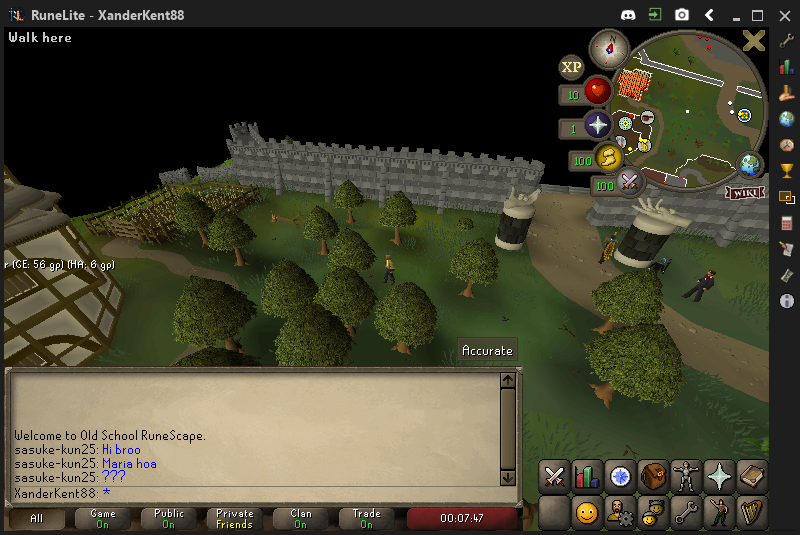 RuneLite - XanderKent88
Walk here
N
XP
10
1
100
100
WIKI
r (CE: 56 gp) (HA: 6 gp)
Accurate
Welcome to Old School RuneScape.
sasuke-kun25: Hi broo
sasuke-kun25: Maria hoa
sasuke-kun25: ???
XanderKent88: *
All
Game
On
Public
On
Private
Friends
Clan
On
Trade
On
00:07:47